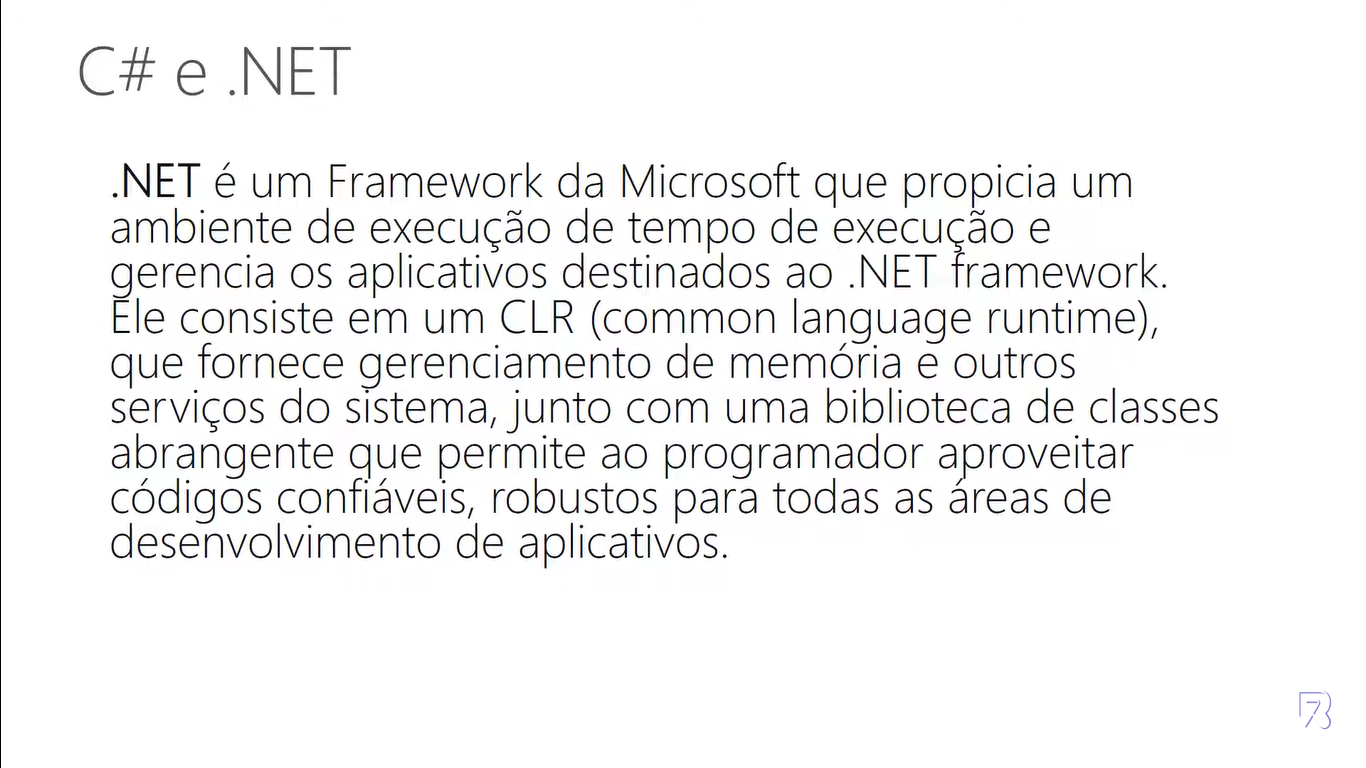 C# e .NET
.NET é um Framework da Microsoft que propicia um
ambiente de execução de tempo de execução e
gerencia os aplicativos destinados ao .NET framework.
Ele consiste em um CLR (common language runtime),
que fornece gerenciamento de memória e outros
serviços do sistema, junto com uma biblioteca de classes
abrangente que permite ao programador aproveitar
códigos confiáveis, robustos para todas as áreas de
desenvolvimento de aplicativos.